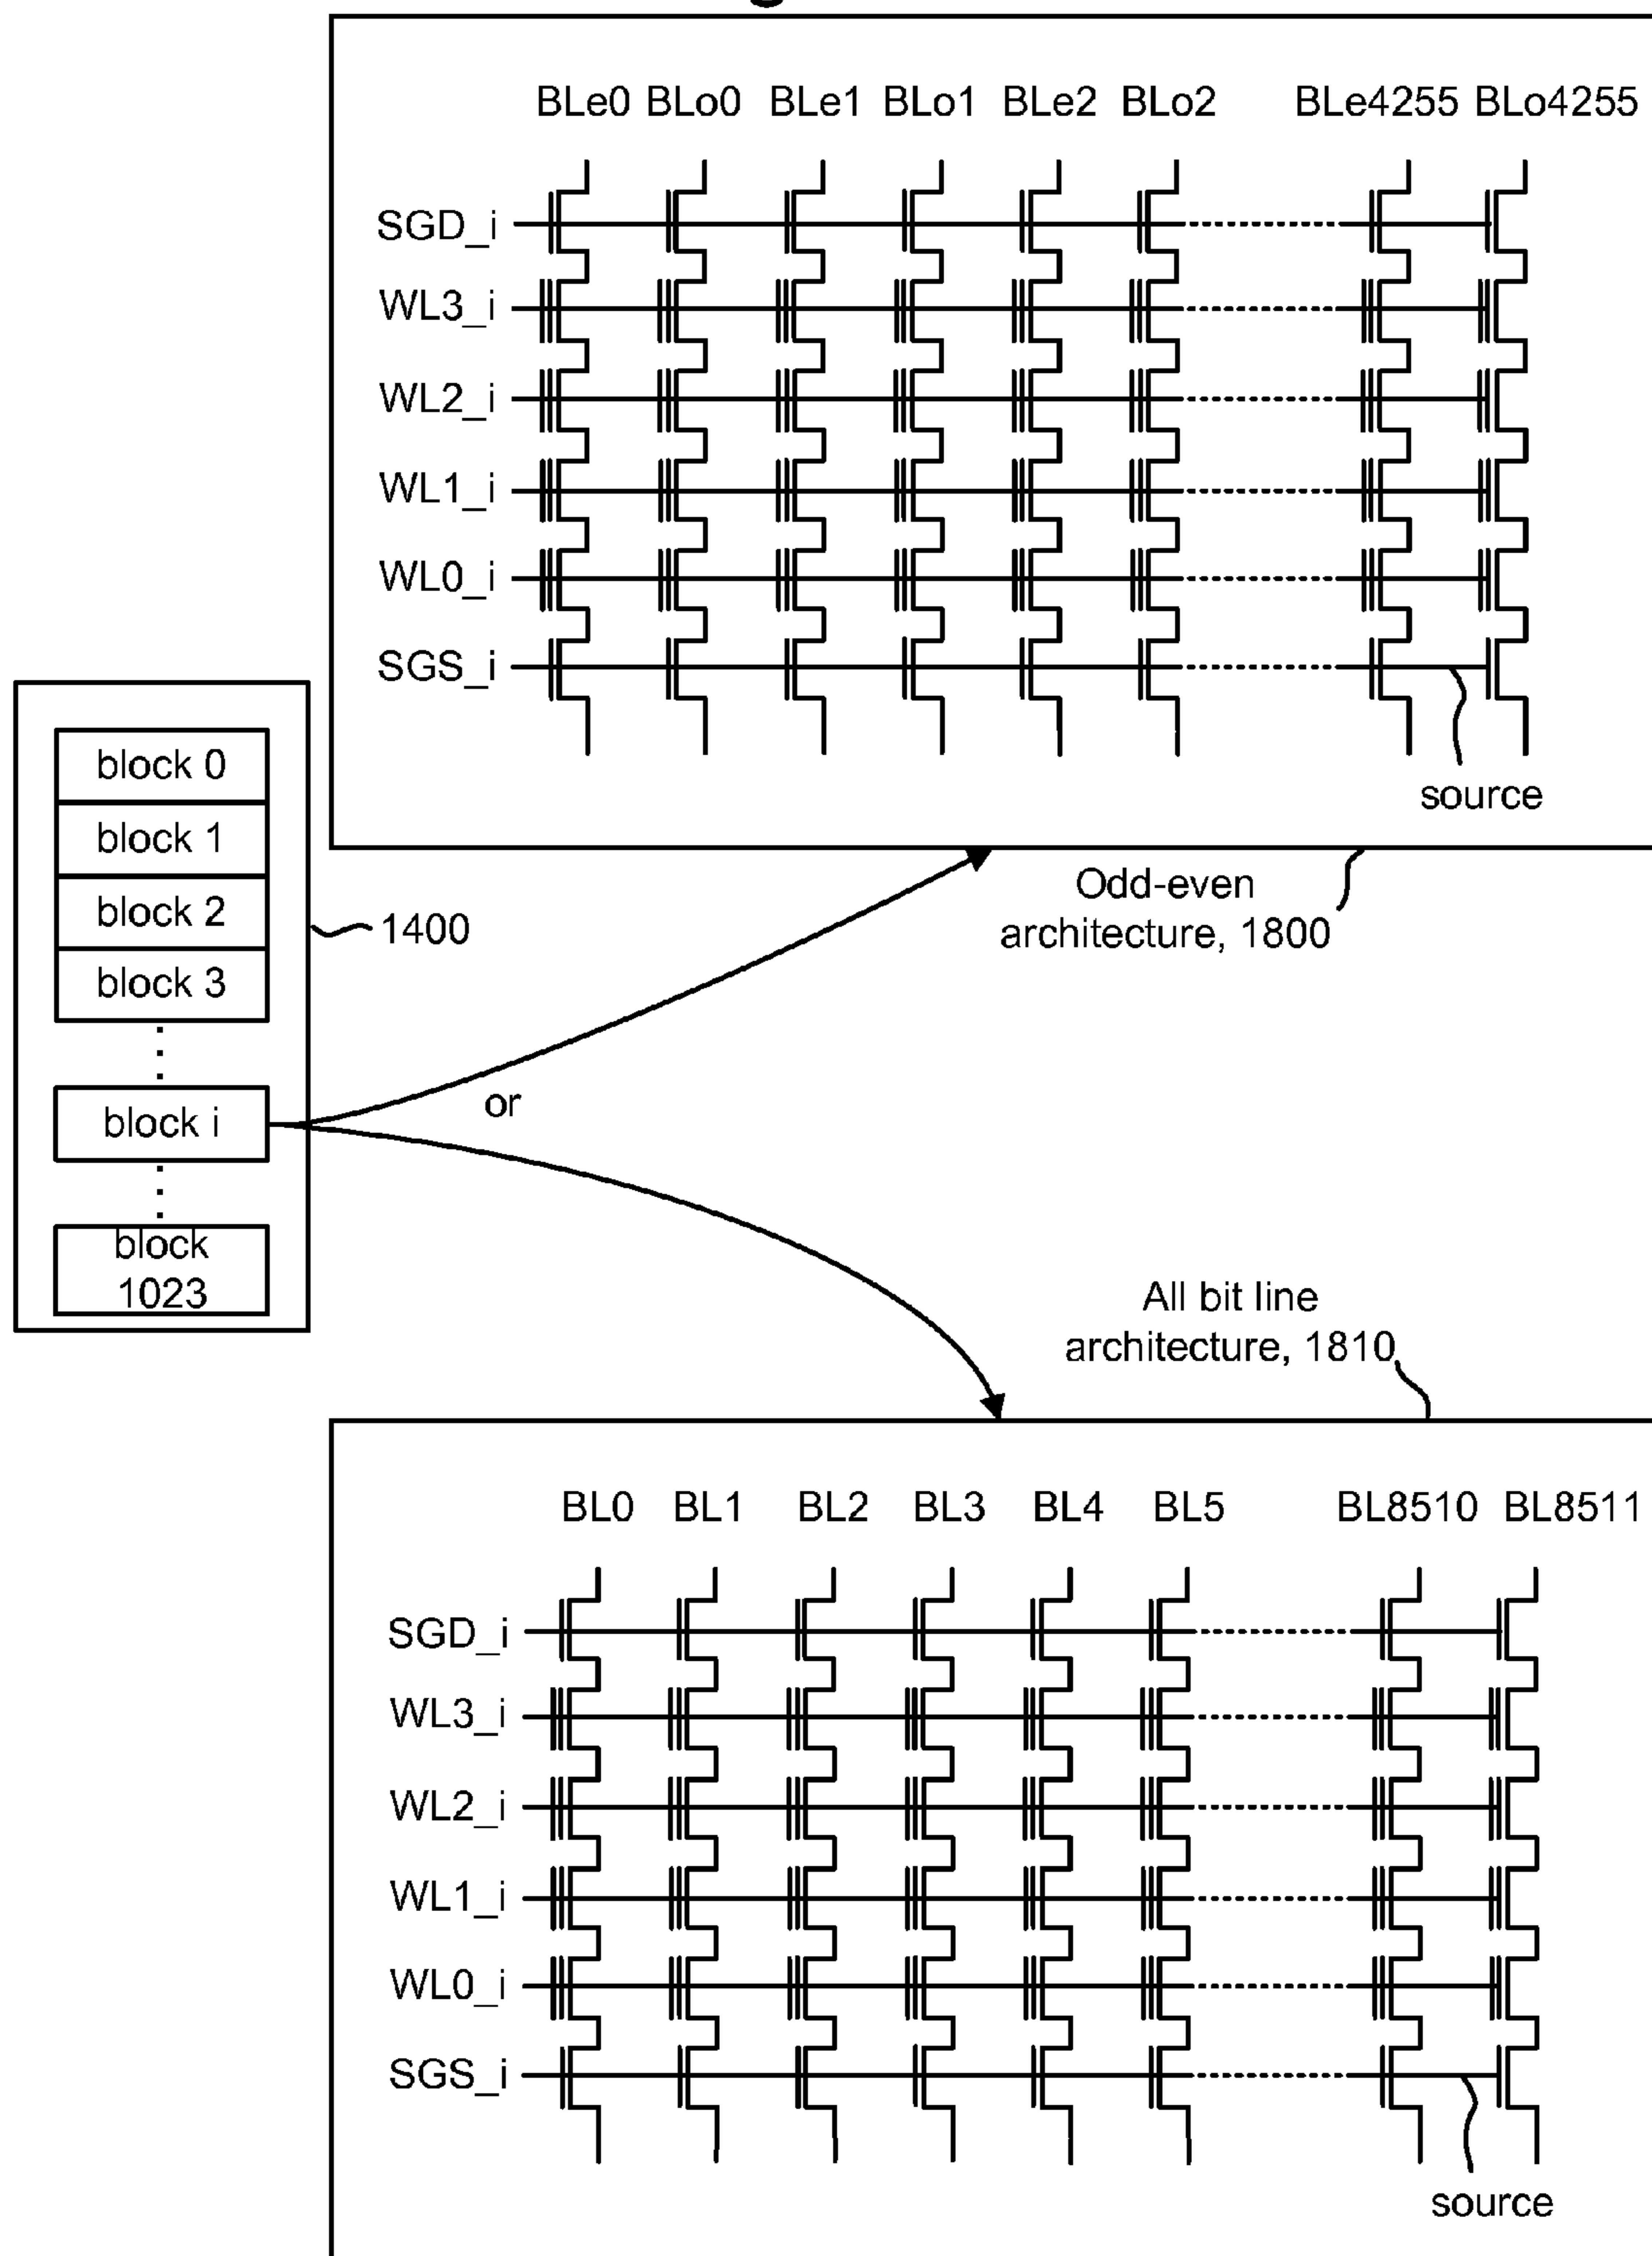 BLe0 BLo0 BLe1 BLo1 BLe2 BLo2 BLe4255 BLo4255
SGD_i
WL3_i
WL2_i
WL1_i
WL0_i
SGS_i
source
Odd-even
architecture, 1800
block 0
block 1
block 2
block 3
block i
block
1023
1400
or
All bit line
architecture, 1810
BL0 BL1 BL2 BL3 BL4 BL5 BL8510 BL8511
SGD_i
WL3_i
WL2_i
WL1_i
WL0_i
SGS_i
source